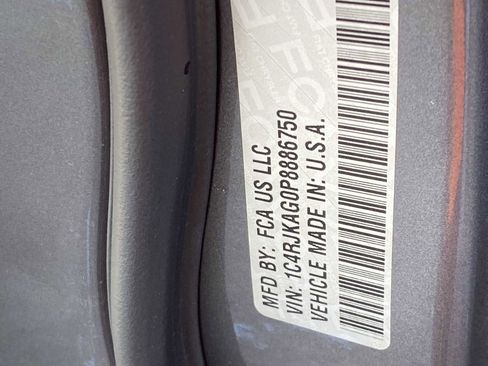 MFD BY: FCA US LLC
VIN: 1C4RJKAG0P8886750
VEHICLE MADE IN: U.S.A.